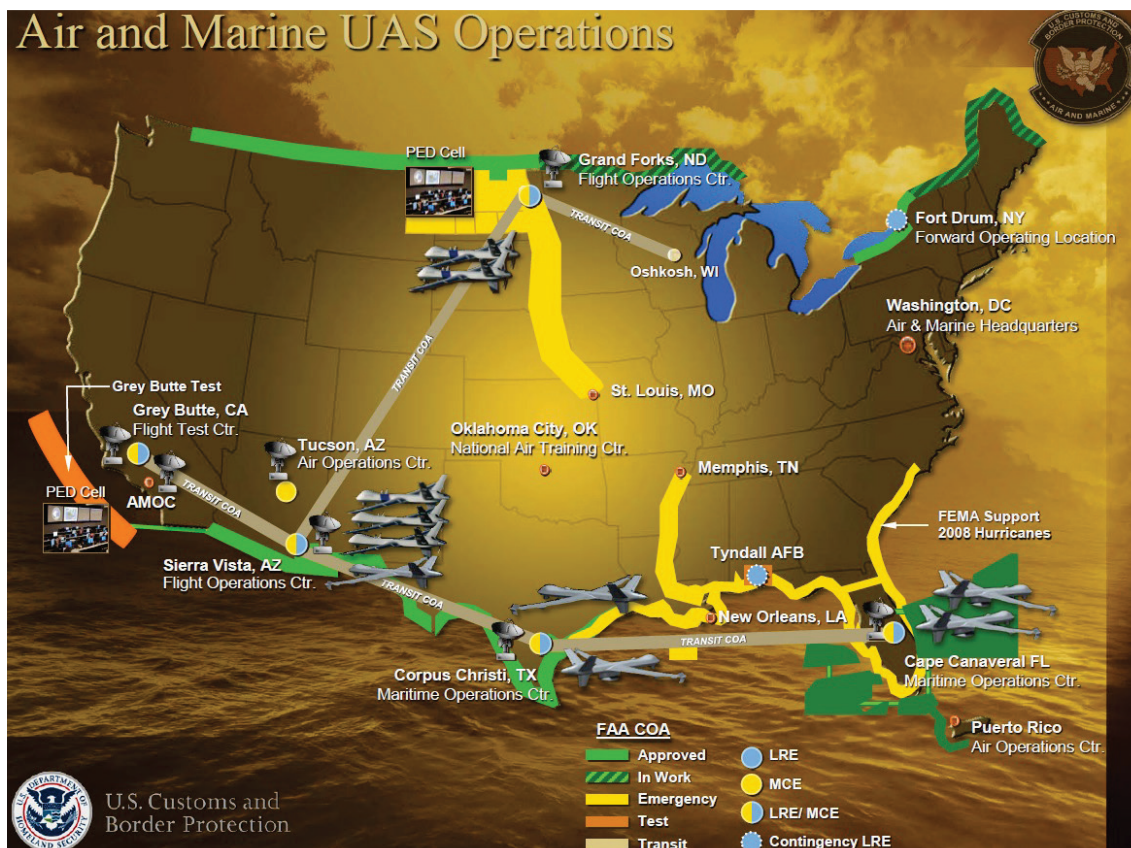 Air and Marine UAS Operations
U.S. CUSTOMS AND
BORDER PROTECTION
AIR AND MARINE
PED Cell
Grand Forks, ND
Flight Operations Ctr.
TRANSIT COA
Oshkosh, WI
Fort Drum, NY
Forward Operating Location
Washington, DC
Air & Marine Headquarters
TRANSIT COA
Grey Butte Test
Grey Butte, CA
Flight Test Ctr.
St. Louis, MO
Tucson, AZ
Air Operations Ctr.
Oklahoma City, OK
National Air Training Ctr.
Memphis, TN
PED Cell
AMOC
TRANSIT COA
FEMA Support
2008 Hurricanes
Sierra Vista, AZ
Flight Operations Ctr.
Tyndall AFB
TRANSIT COA
New Orleans, LA
TRANSIT COA
Corpus Christi, TX
Maritime Operations Ctr.
Cape Canaveral FL
Maritime Operations Ctr.
Puerto Rico
Air Operations Ctr.
FAA COA
Approved
In Work
Emergency
Test
Transit
LRE
MCE
LRE/ MCE
Contingency LRE
U.S. DEPARTMENT OF
HOMELAND SECURITY
U.S. Customs and
Border Protection